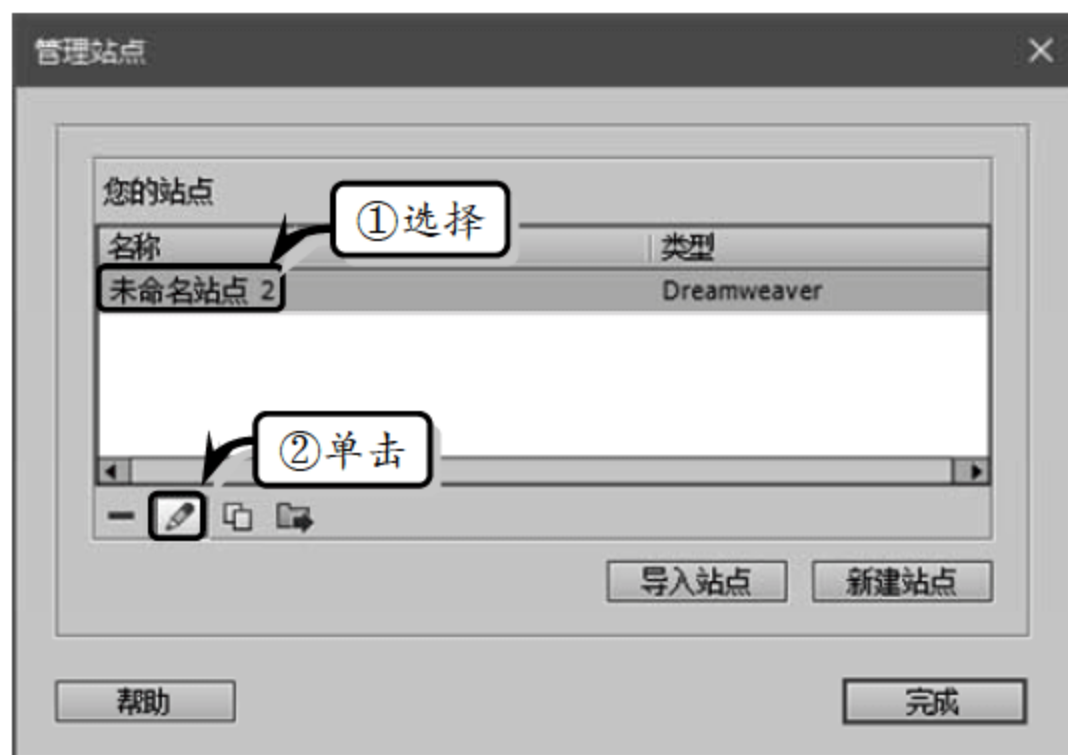 管理站点
您的站点
①选择
名称 类型
未命名站点 2 Dreamweaver
②单击
导入站点 新建站点
帮助 完成